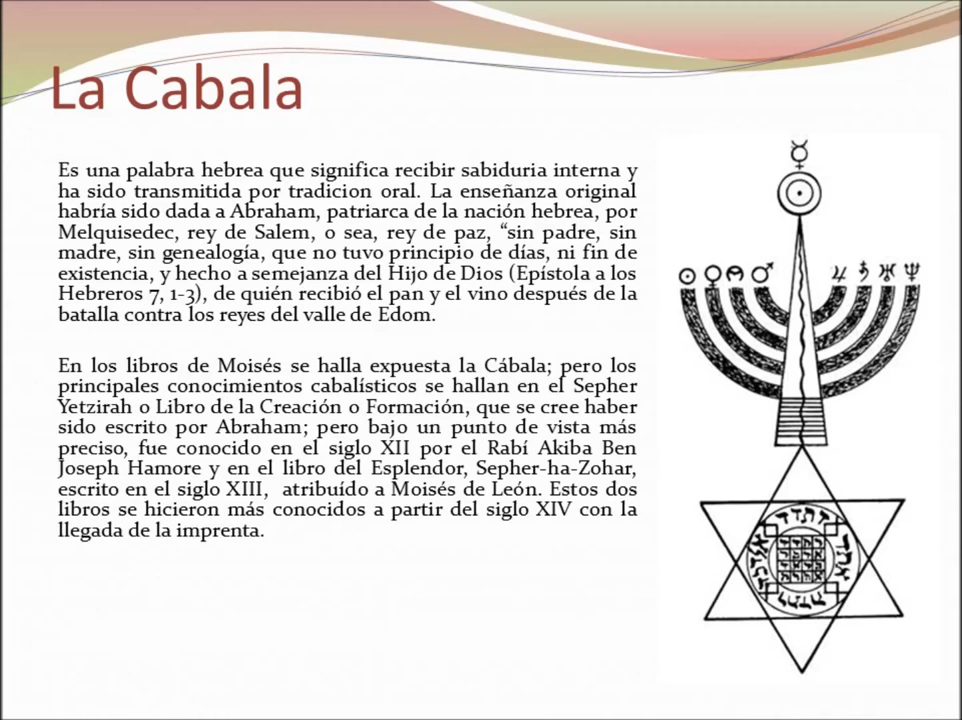 La Cabala
Es una palabra hebrea que significa recibir sabiduria interna y
ha sido transmitida por tradicion oral. La enseñanza original
habría sido dada a Abraham, patriarca de la nación hebrea, por
Melquisedec, rey de Salem, o sea, rey de paz, “sin padre, sin
madre, sin genealogía, que no tuvo principio de días, ni fin de
existencia, y hecho a semejanza del Hijo de Dios (Epístola a los
Hebreros 7, 1-3), de quién recibió el pan y el vino después de la
batalla contra los reyes del valle de Edom.
En los libros de Moisés se halla expuesta la Cábala; pero los
principales conocimientos cabalísticos se hallan en el Sepher
Yetzirah o Libro de la Creación o Formación, que se cree haber
sido escrito por Abraham; pero bajo un punto de vista más
preciso, fue conocido en el siglo XII por el Rabí Akiba Ben
Joseph Hamore y en el libro del Esplendor, Sepher-ha-Zohar,
escrito en el siglo XIII, atribuído a Moisés de León. Estos dos
libros se hicieron más conocidos a partir del siglo XIV con la
llegada de la imprenta.